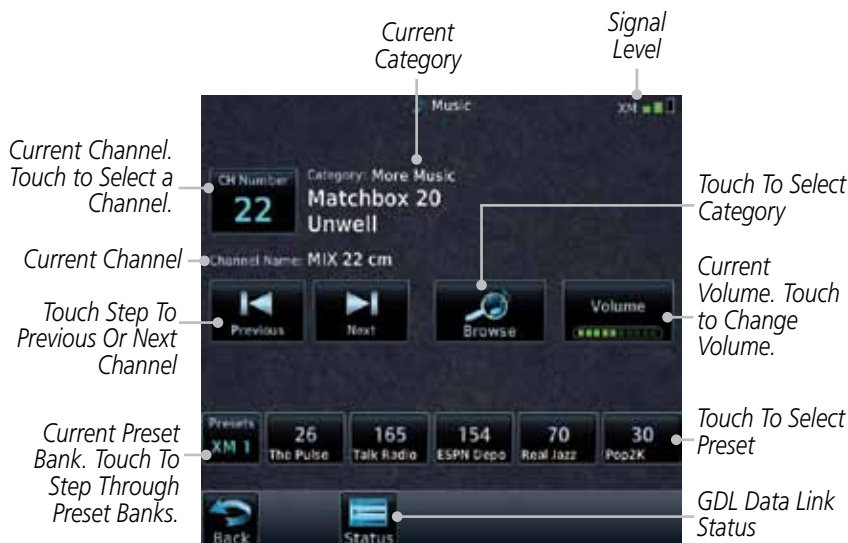 Current
Category
Signal
Level
Music
XM
Current Channel.
Touch to Select a
Channel.
CH Number
22
Category: More Music
Matchbox 20
Unwell
Touch To Select
Category
Current Channel
Channel Name: MIX 22 cm
Current
Volume. Touch
to Change
Volume.
Touch Step To
Previous Or Next
Channel
Previous
Next
Browse
Volume
Current Preset
Bank. Touch To
Step Through
Preset Banks.
Presets
XM 1
26
The Pulse
165
Talk Radio
154
ESPN Depo
70
Real Jazz
30
Pop2K
Touch To Select
Preset
Back
Status
GDL Data Link
Status